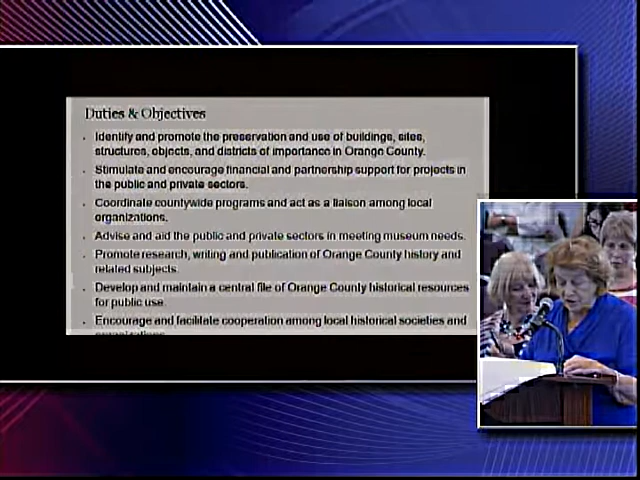 Duties & Objectives
Identify and promote the preservation and use of buildings, sites,
structures, objects, and districts of importance in Orange County.
Stimulate and encourage financial and partnership support for projects in
the public and private sectors.
Coordinate countywide programs and act as a liaison among local
organizations.
Advise and aid the public and private sectors in meeting museum needs.
Promote research, writing and publication of Orange County history and
related subjects.
Develop and maintain a central file of Orange County historical resources
for public use.
Encourage and facilitate cooperation among local historical societies and